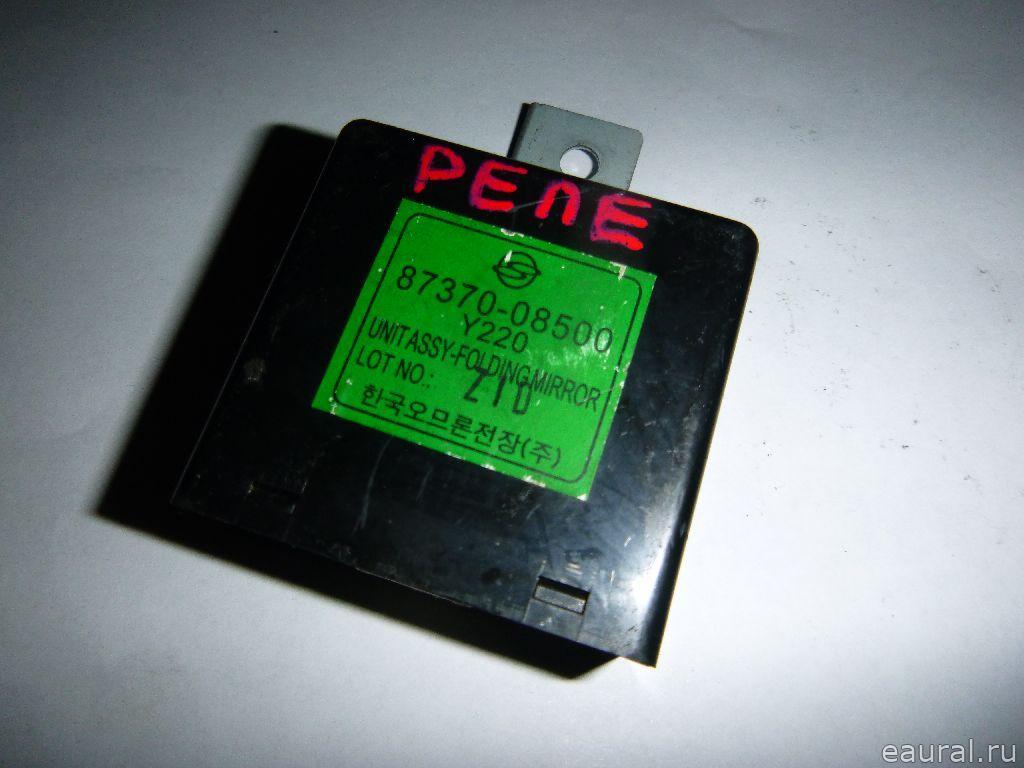 РЕЛЕ
87370-08500
Y220
UNIT ASSY-FOLDING MIRROR
LOT NO.: Z1D
한국오므론전장(주)
eaural.ru